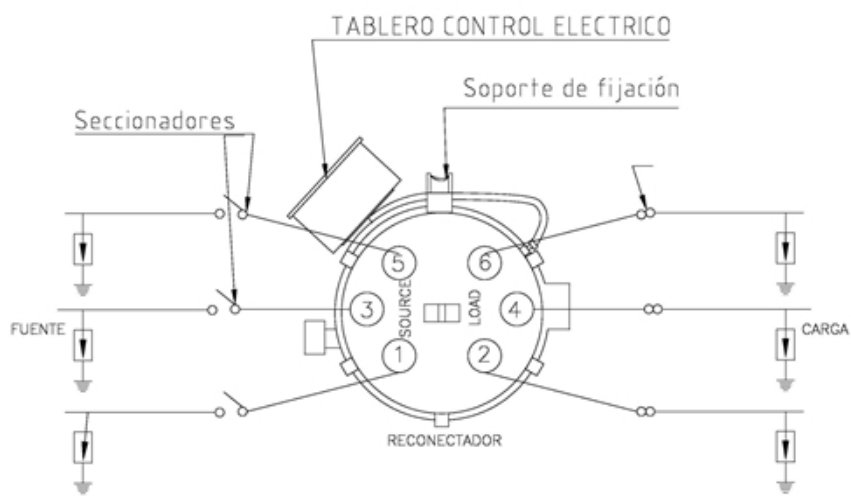 TABLERO CONTROL ELECTRICO
Soporte de fijación
Seccionadores
5
6
3
SOURCE
LOAD
4
FUENTE
CARGA
1
2
RECONECTADOR